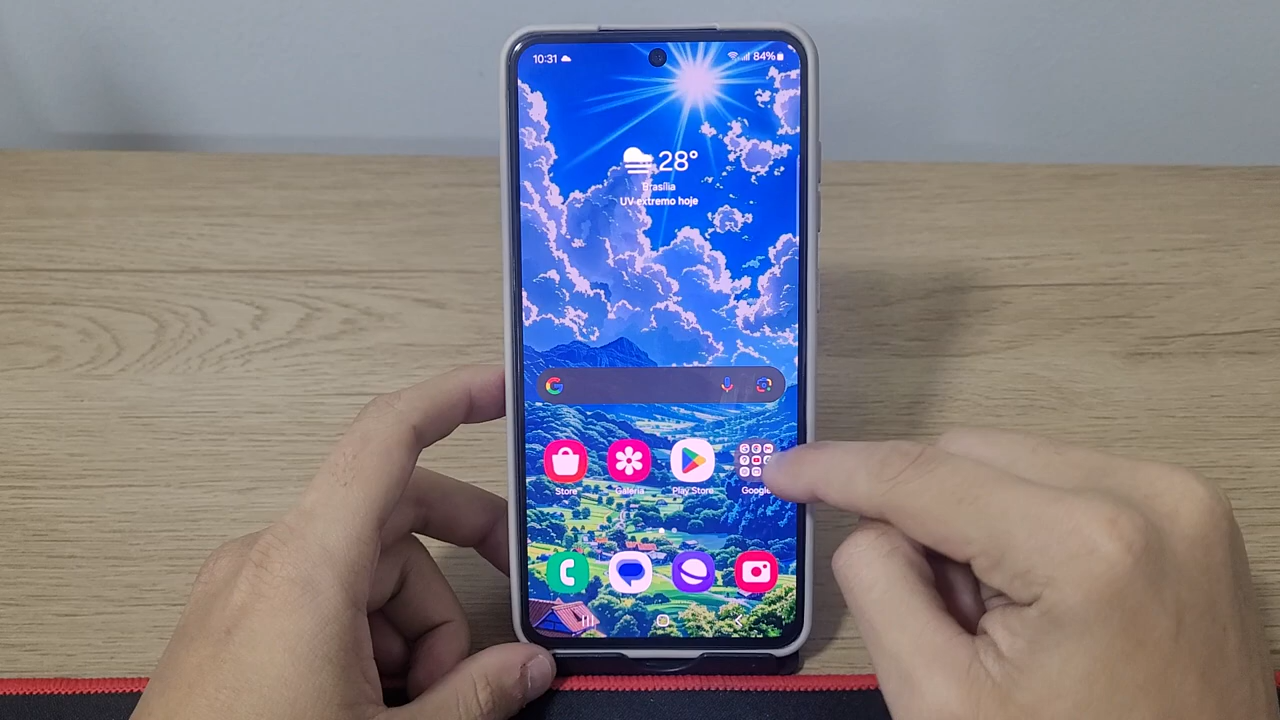 10:31
84%
28°
Brasília
UV extremo hoje
Store
Galeria
Play Store
Google